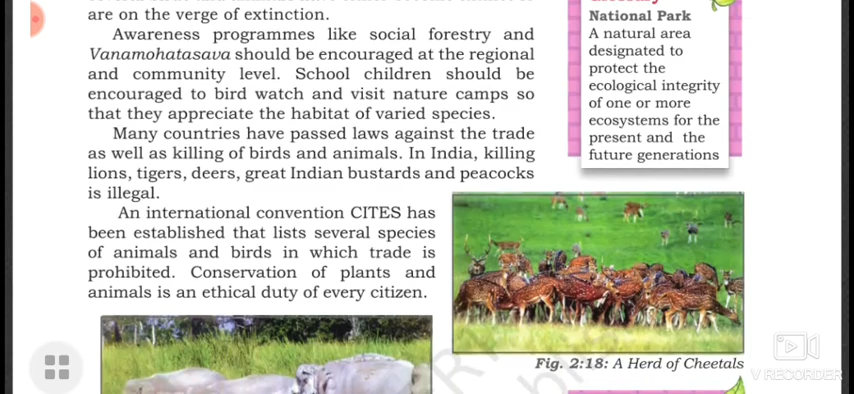 are on the verge of extinction.
Awareness programmes like social forestry and
Vanamohatasava should be encouraged at the regional
and community level. School children should be
encouraged to bird watch and visit nature camps so
that they appreciate the habitat of varied species.
Many countries have passed laws against the trade
as well as killing of birds and animals. In India, killing
lions, tigers, deers, great Indian bustards and peacocks
is illegal.
An international convention CITES has
been established that lists several species
of animals and birds in which trade is
prohibited. Conservation of plants and
animals is an ethical duty of every citizen.
National Park
A natural area
designated to
protect the
ecological integrity
of one or more
ecosystems for the
present and the
future generations
Fig. 2:18: A Herd of Cheetals
V RECORDER